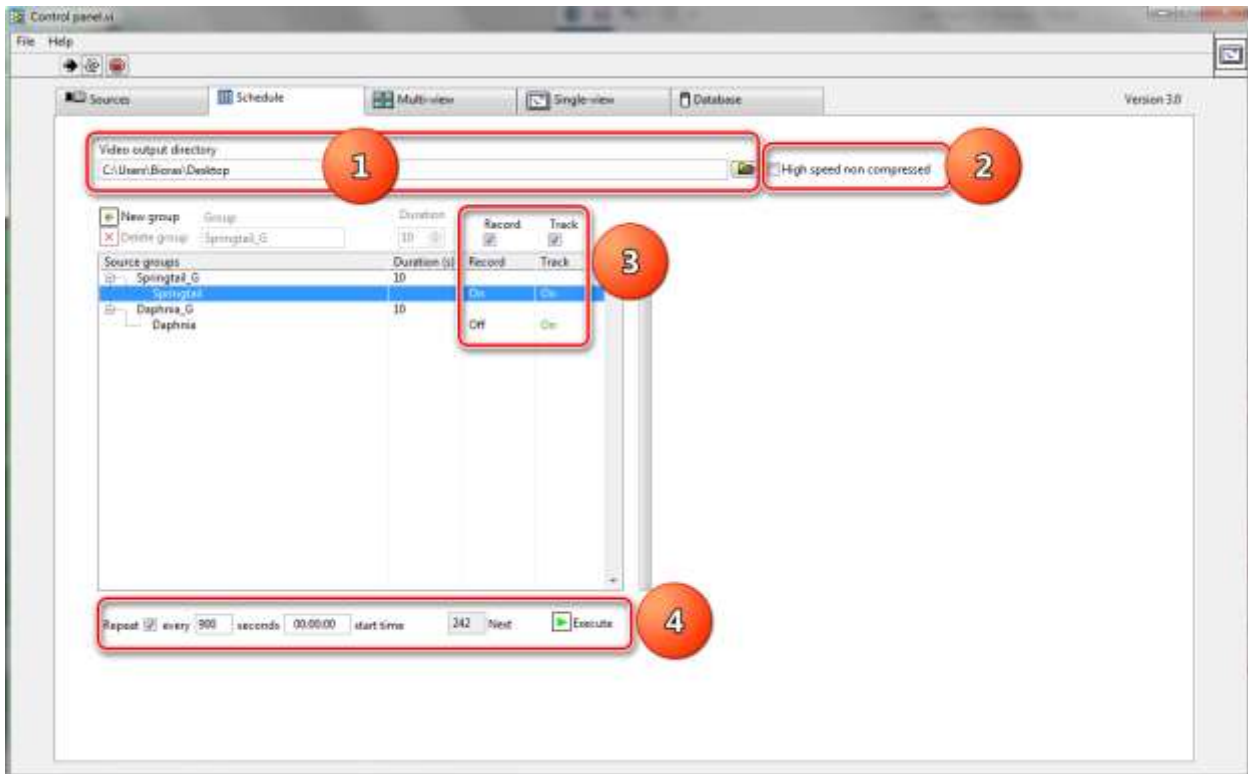 Control panel.vi
File Help
Sources Schedule Multi-view Single-view Database Version 3.0
Video output directory
C:\Users\Bioras\Desktop
1
High speed non compressed
2
New group Group Duration Record Track
Delete group Springtail_G 10
3
Source groups Duration (s) Record Track
Springtail_G 10
Springtail On On
Daphnia_G 10
Daphnia Off On
Repeat every 900 seconds 00:00:00 start time 242 Next Execute
4